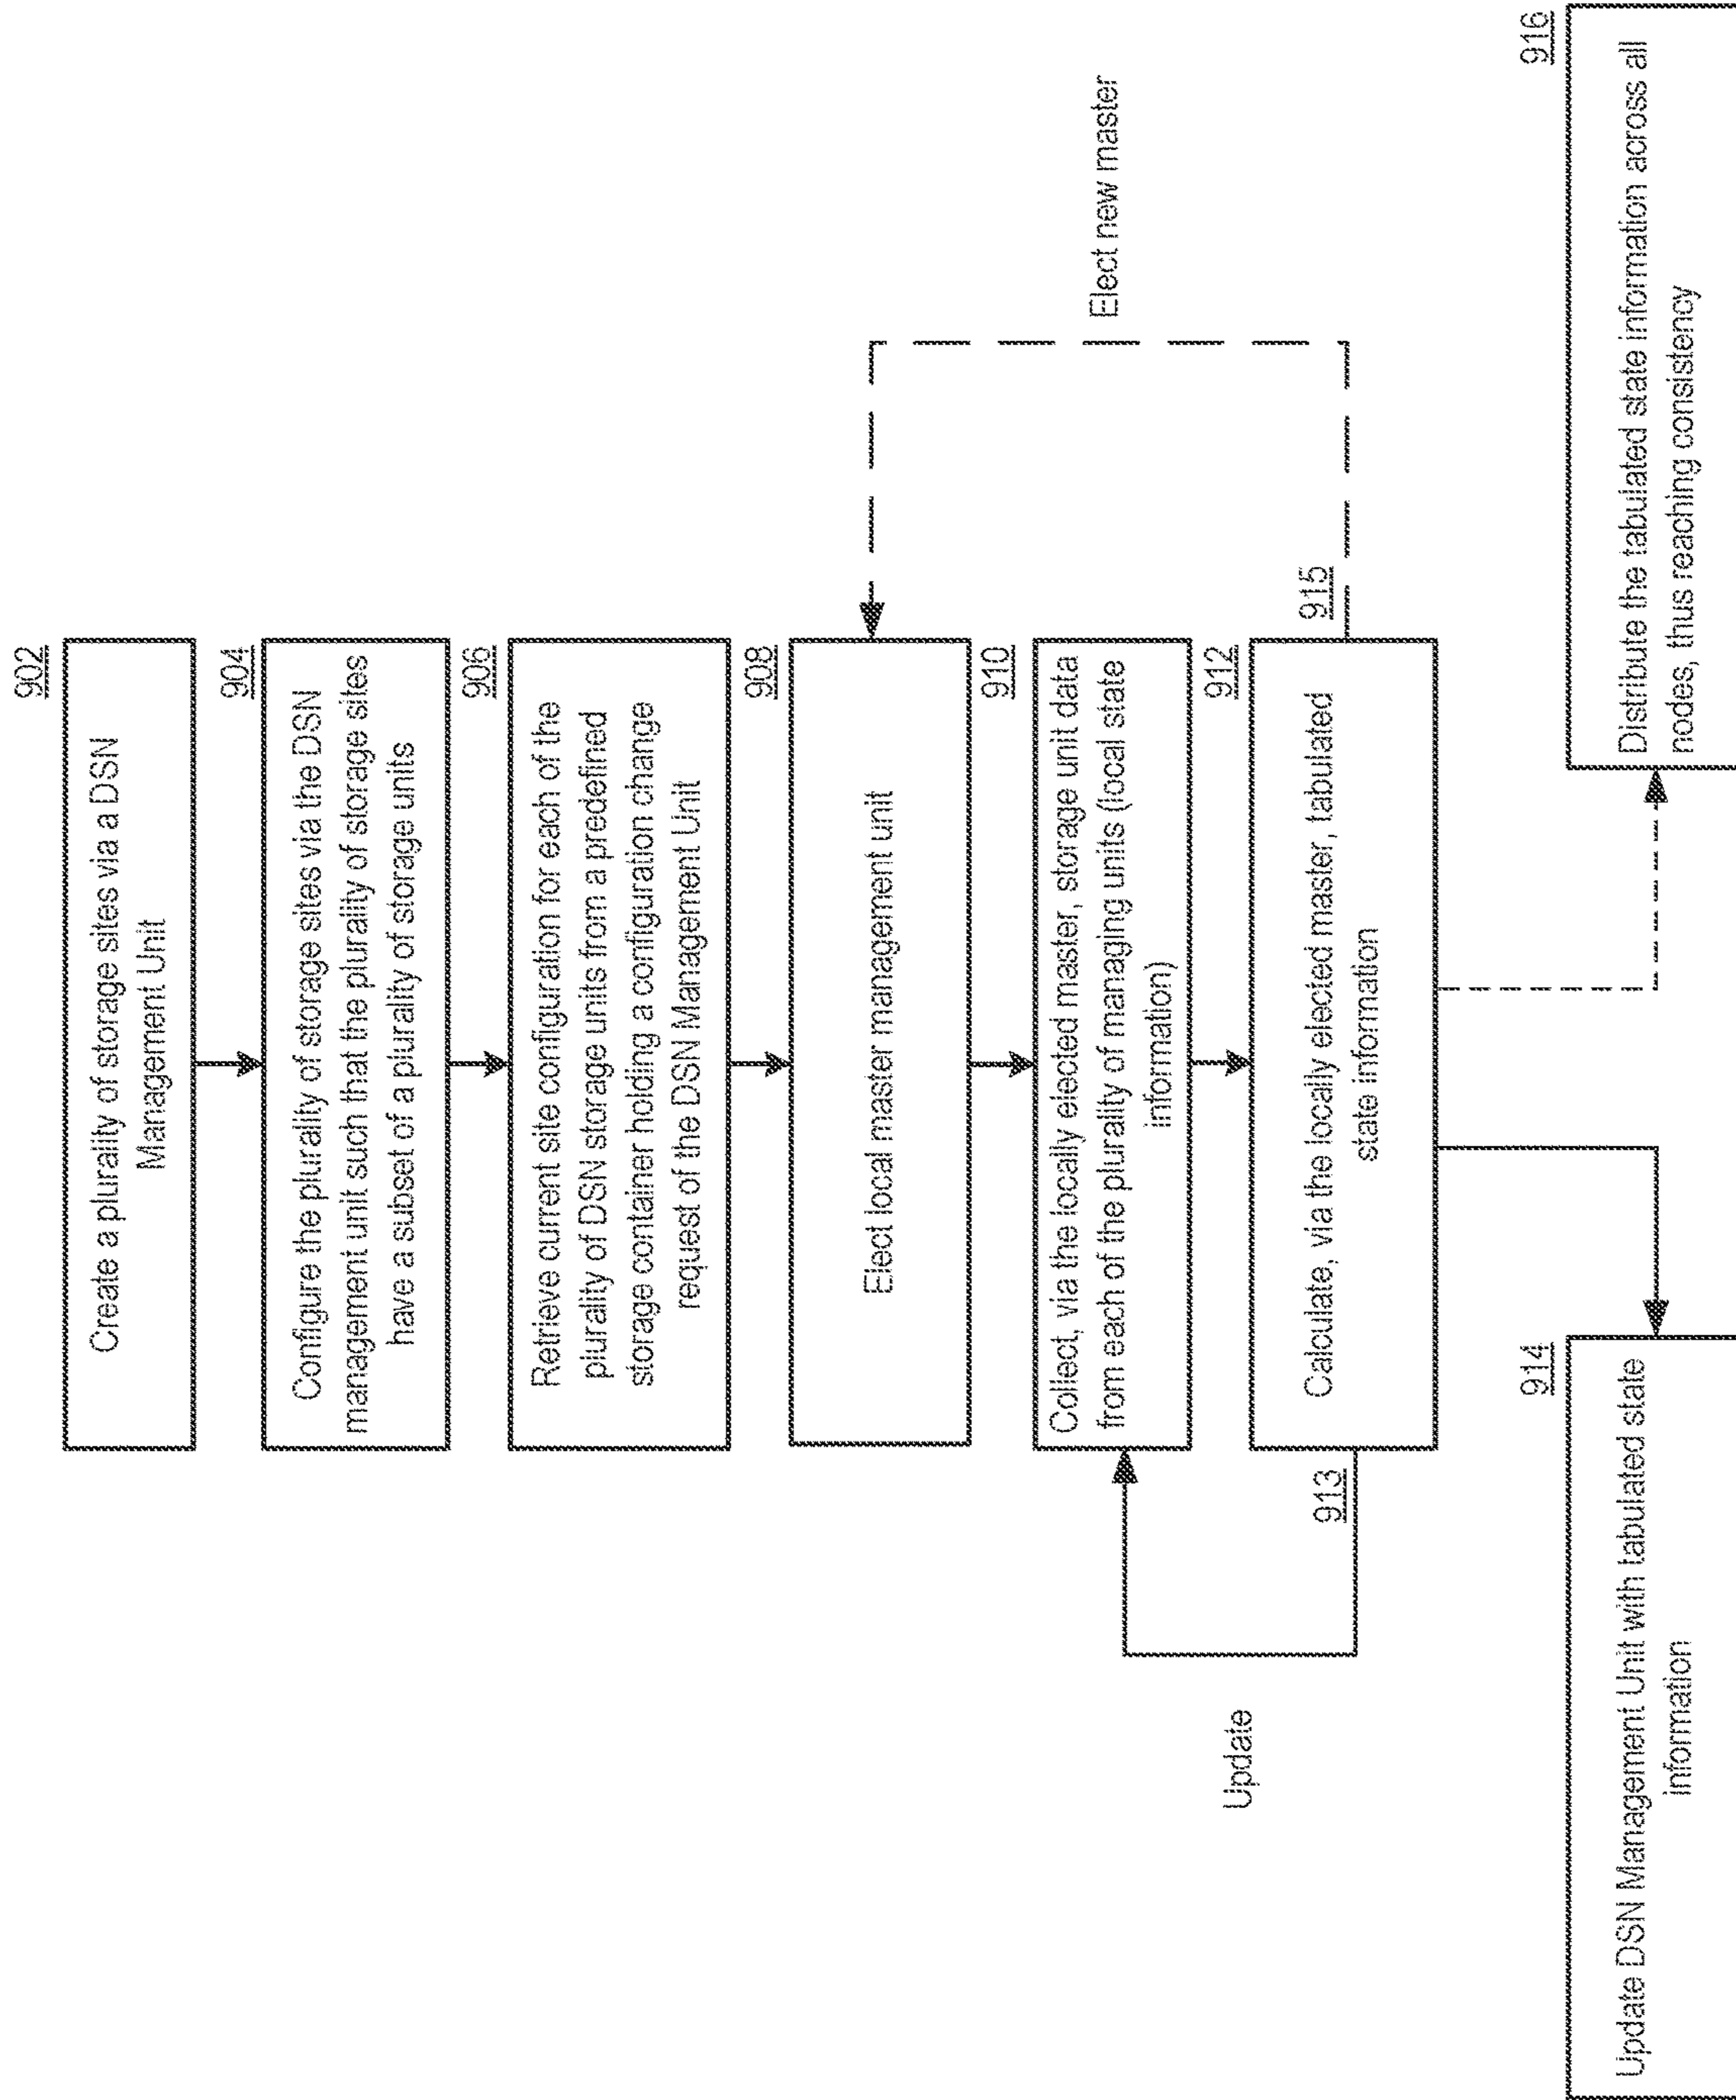 902
Create a plurality of storage sites via a DSN
Management Unit
904
Configure the plurality of storage sites via the DSN
management unit such that the plurality of storage sites
have a subset of a plurality of storage units
906
Retrieve current site configuration for each of the
plurality of DSN storage units from a predefined
storage container holding a configuration change
request of the DSN Management Unit
908
Elect local master management unit
Elect new master
910
Collect, via the locally elected master, storage unit data
from each of the plurality of managing units (local state
information)
912
Calculate, via the locally elected master, tabulated
state information
913
Update
915
914
Update DSN Management Unit with tabulated state
information
916
Distribute the tabulated state information across all
nodes, thus reaching consistency